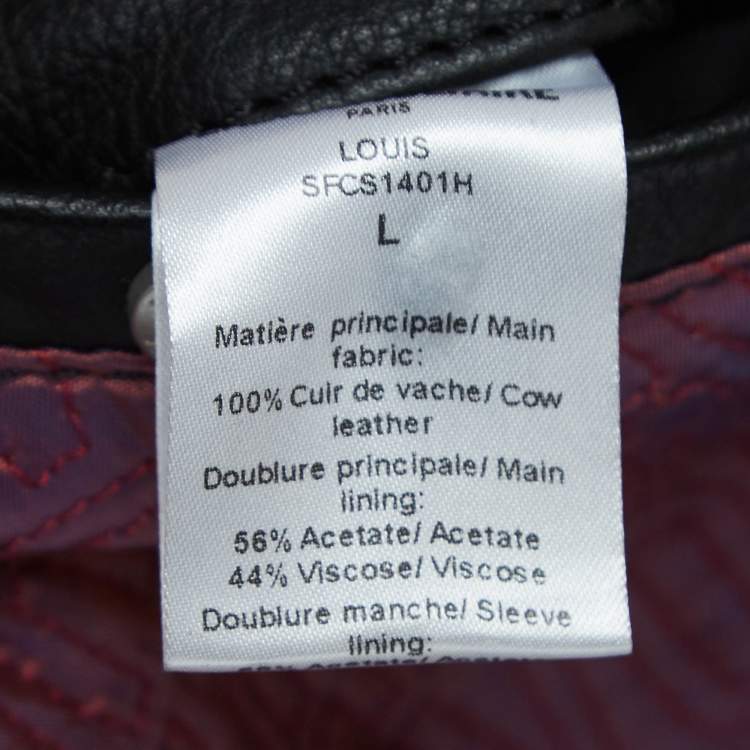 PARIS
LOUIS
SFCS1401H
L
Matière principale/ Main
fabric:
100% Cuir de vache/ Cow
leather
Doublure principale/ Main
lining:
56% Acetate/ Acetate
44% Viscose/ Viscose
Doublure manche/ Sleeve
lining: